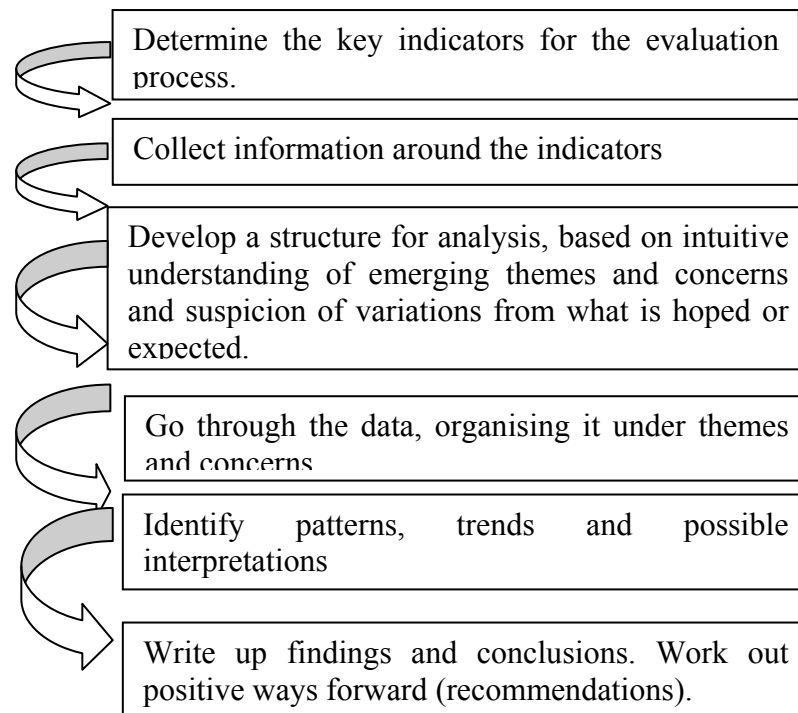 Determine the key indicators for the evaluation
process.
Collect information around the indicators
Develop a structure for analysis, based on intuitive
understanding of emerging themes and concerns
and suspicion of variations from what is hoped or
expected.
Go through the data, organising it under themes
and concerns
Identify patterns, trends and possible
interpretations
Write up findings and conclusions. Work out
positive ways forward (recommendations).